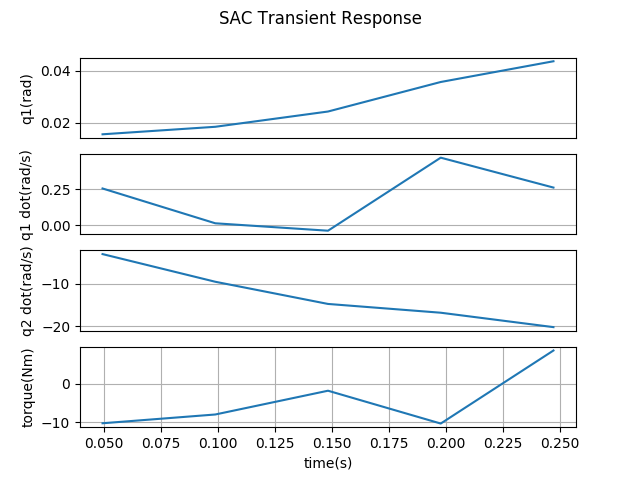 SAC Transient Response
q1(rad)
0.04
0.02
q1 dot(rad/s)
0.25
0.00
q2 dot(rad/s)
−10
−20
torque(Nm)
0
−10
0.050 0.075 0.100 0.125 0.150 0.175 0.200 0.225 0.250
time(s)